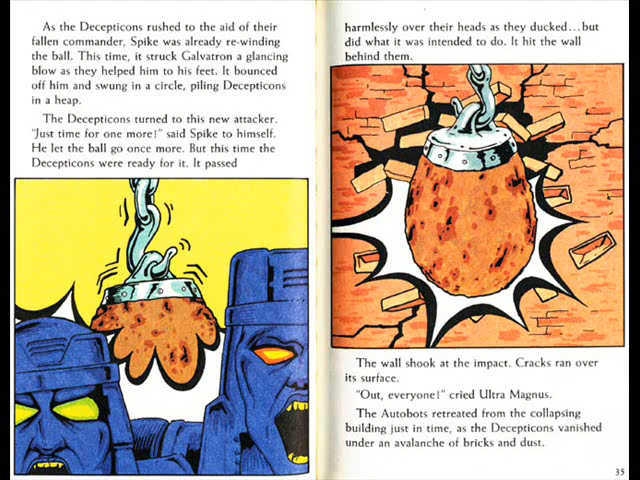 As the Decepticons rushed to the aid of their
fallen commander, Spike was already re-winding
the ball. This time, it struck Galvatron a glancing
blow as they helped him to his feet. It bounced
off him and swung in a circle, piling Decepticons
in a heap.
The Decepticons turned to this new attacker.
"Just time for one more!" said Spike to himself.
He let the ball go once more. But this time the
Decepticons were ready for it. It passed
harmlessly over their heads as they ducked...but
did what it was intended to do. It hit the wall
behind them.
The wall shook at the impact. Cracks ran over
its surface.
"Out, everyone!" cried Ultra Magnus.
The Autobots retreated from the collapsing
building just in time, as the Decepticons vanished
under an avalanche of bricks and dust.
35